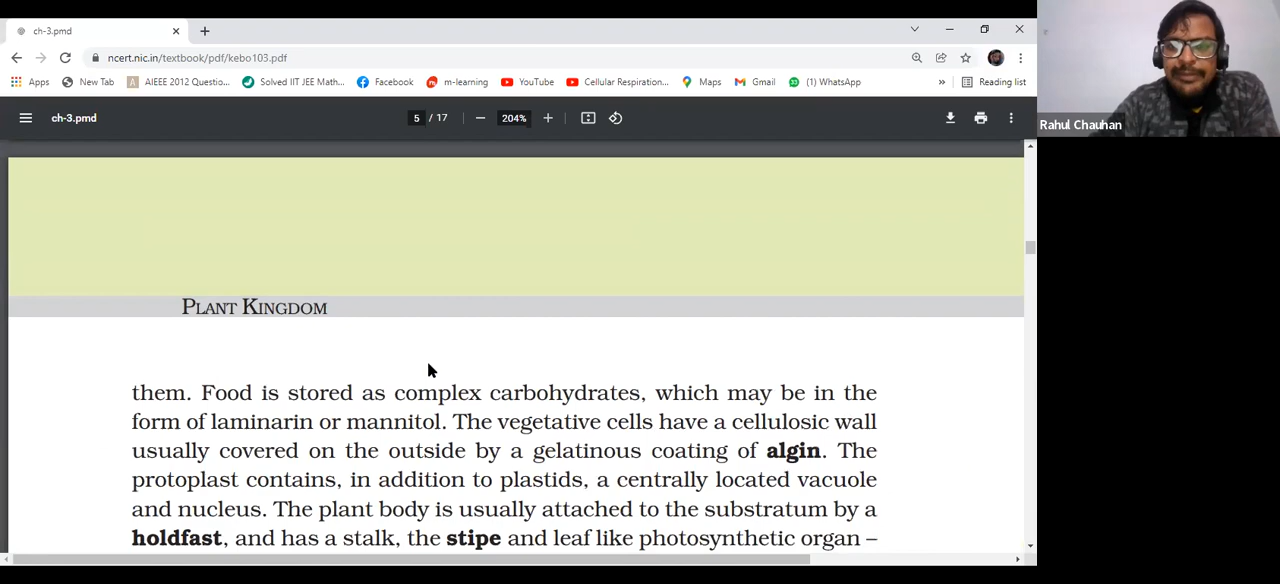 ch-3.pmd
ncert.nic.in/textbook/pdf/kebo103.pdf
Apps New Tab AIEEE 2012 Questio... Solved IIT JEE Math... Facebook m-learning YouTube Cellular Respiration... Maps Gmail (1) WhatsApp » Reading list
ch-3.pmd 5 / 17 204%
Rahul Chauhan
PLANT KINGDOM
them. Food is stored as complex carbohydrates, which may be in the
form of laminarin or mannitol. The vegetative cells have a cellulosic wall
usually covered on the outside by a gelatinous coating of algin. The
protoplast contains, in addition to plastids, a centrally located vacuole
and nucleus. The plant body is usually attached to the substratum by a
holdfast, and has a stalk, the stipe and leaf like photosynthetic organ –